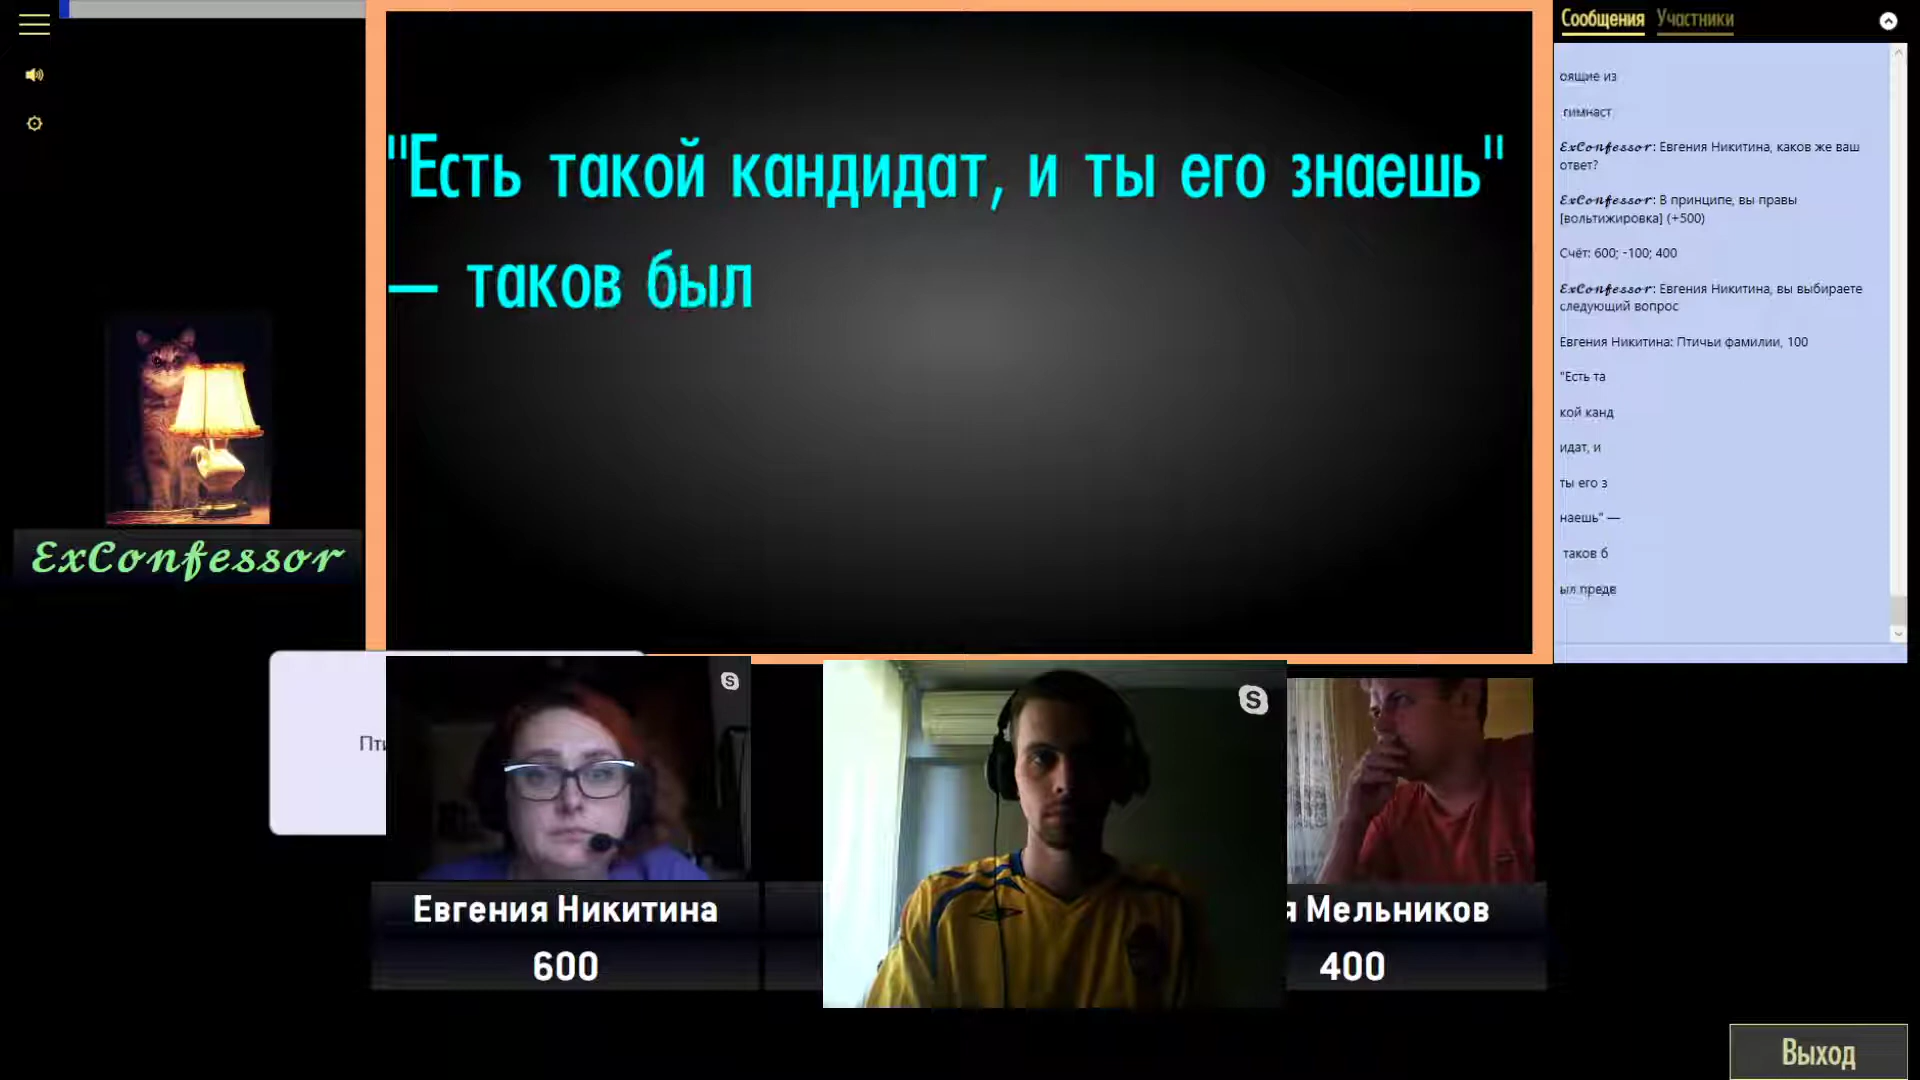 "Есть такой кандидат, и ты его знаешь"
— таков был
Сообщения Участники
оящие из
гимнаст
ExConfessor: Евгения Никитина, каков же ваш
ответ?
ExConfessor: В принципе, вы правы
[вольтижировка] (+500)
Счёт: 600; -100; 400
ExConfessor: Евгения Никитина, вы выбираете
следующий вопрос
Евгения Никитина: Птичьи фамилии, 100
"Есть та
кой канд
идат, и
ты его з
наешь" —
таков б
ыл предв
ExConfessor
Пти
Евгения Никитина
600
я Мельников
400
Выход